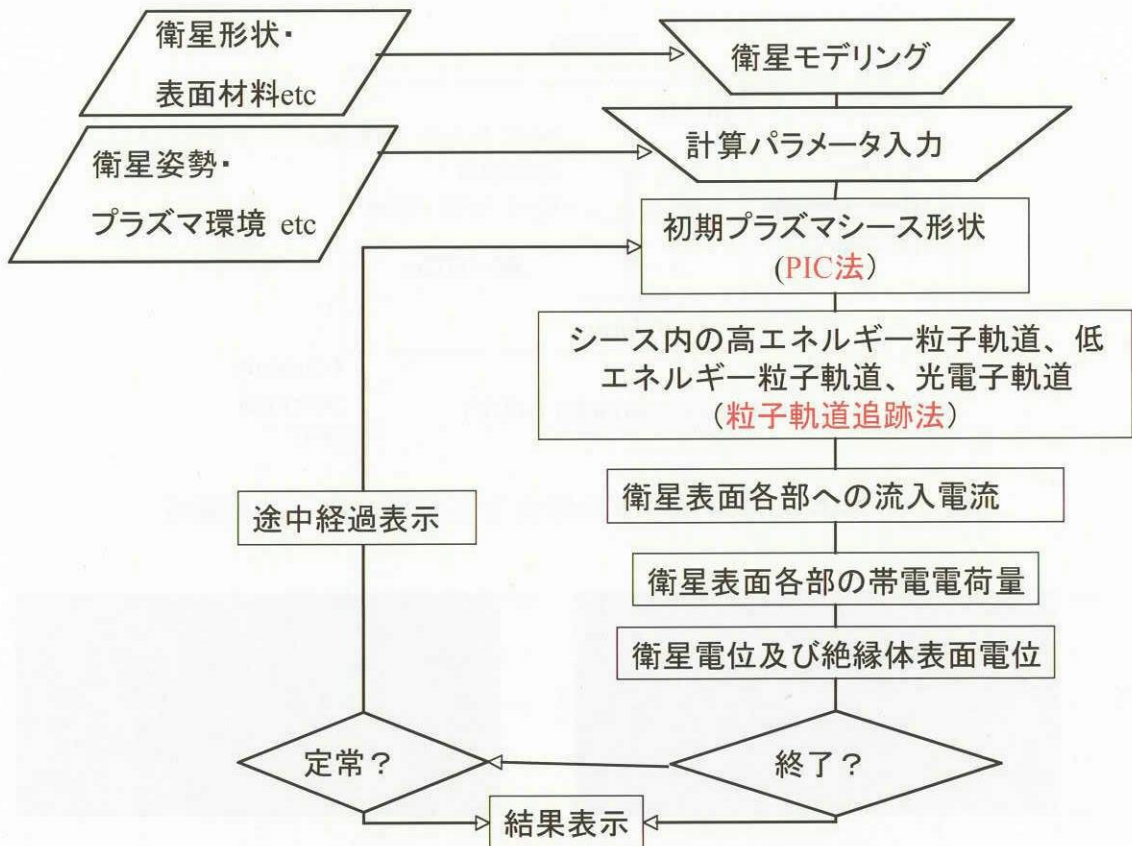 衛星形状・
表面材料etc
衛星モデリング
衛星姿勢・
プラズマ環境 etc
計算パラメータ入力
初期プラズマシース形状
(PIC法）
シース内の高エネルギー粒子軌道、低
エネルギー粒子軌道、光電子軌道
（粒子軌道追跡法）
衛星表面各部への流入電流
途中経過表示
衛星表面各部の帯電電荷量
衛星電位及び絶縁体表面電位
定常？
終了？
結果表示